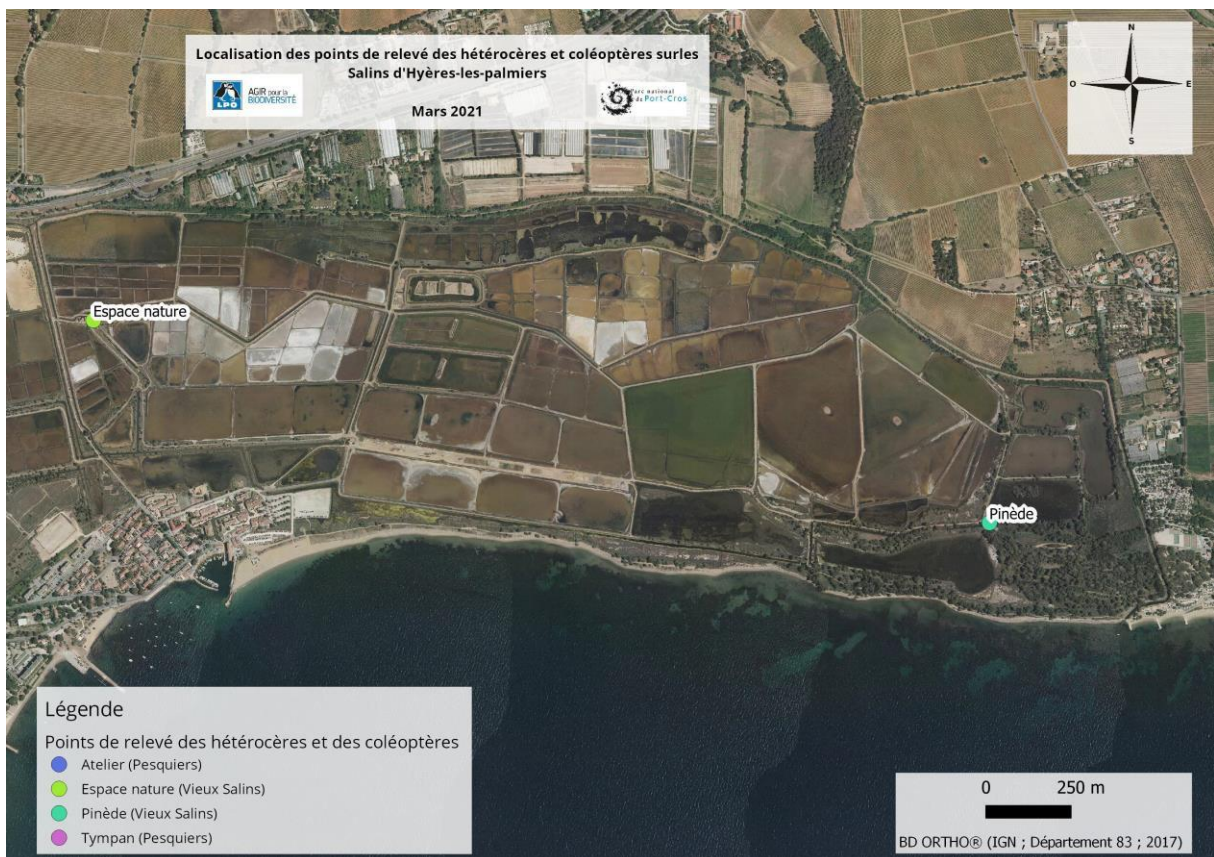 Localisation des points de relevé des hétérocères et coléoptères surles
Salins d'Hyères-les-palmiers
LPO
AGIR pour la
BIODIVERSITÉ
Mars 2021
Parc national
de Port-Cros
N
O
E
S
Espace nature
Pinède
Légende
Points de relevé des hétérocères et des coléoptères
Atelier (Pesquiers)
Espace nature (Vieux Salins)
Pinède (Vieux Salins)
Tympan (Pesquiers)
0 250 m
BD ORTHO® (IGN ; Département 83 ; 2017)